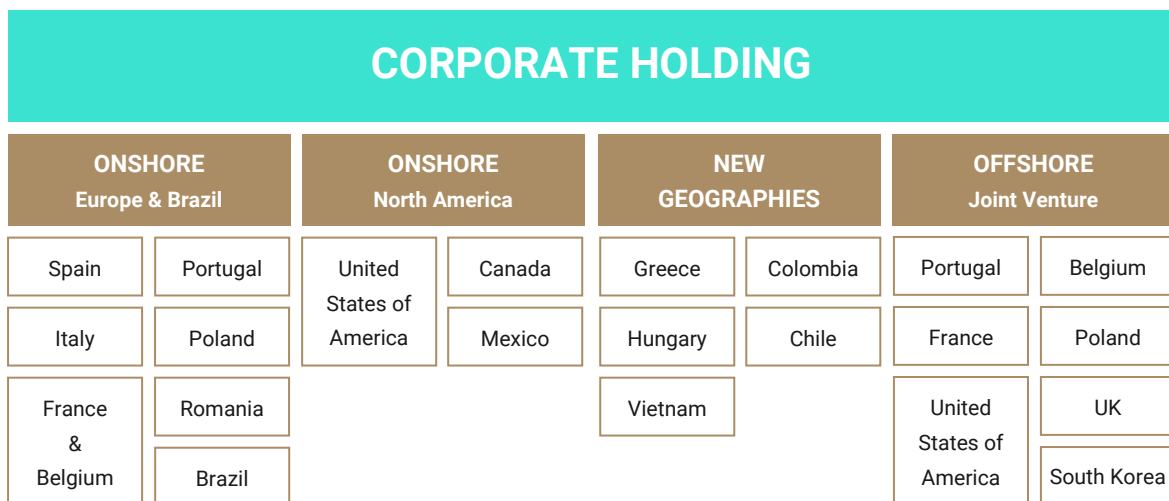 CORPORATE HOLDING
ONSHORE
Europe & Brazil
Spain
Portugal
Italy
Poland
France
&
Belgium
Romania
Brazil
ONSHORE
North America
United
States of
America
Canada
Mexico
NEW
GEOGRAPHIES
Greece
Colombia
Hungary
Chile
Vietnam
OFFSHORE
Joint Venture
Portugal
Belgium
France
Poland
United
States of
America
UK
South Korea